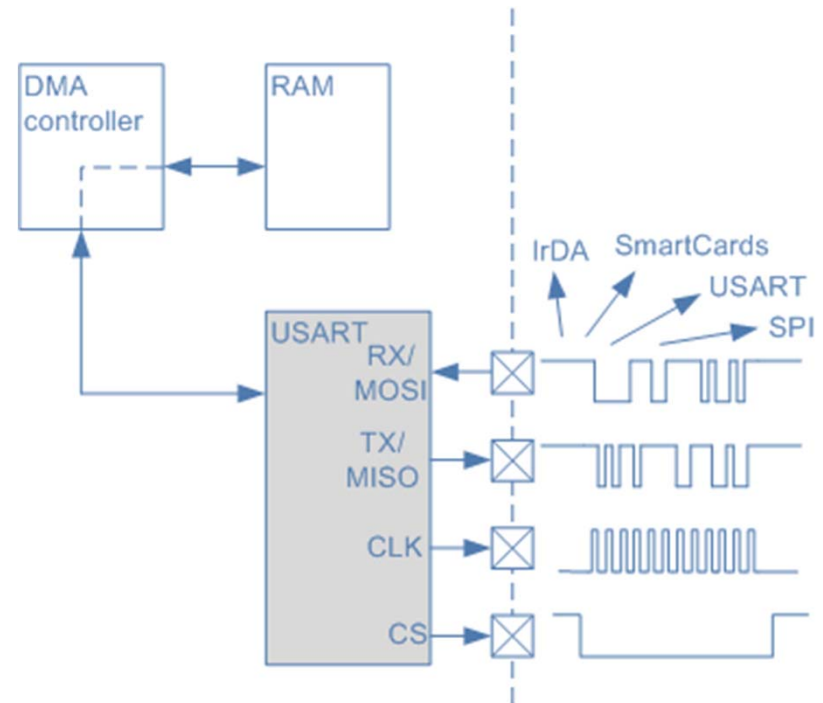 DMA
controller
RAM
IrDA
SmartCards
USART
SPI
USART
RX/
MOSI
TX/
MISO
CLK
CS